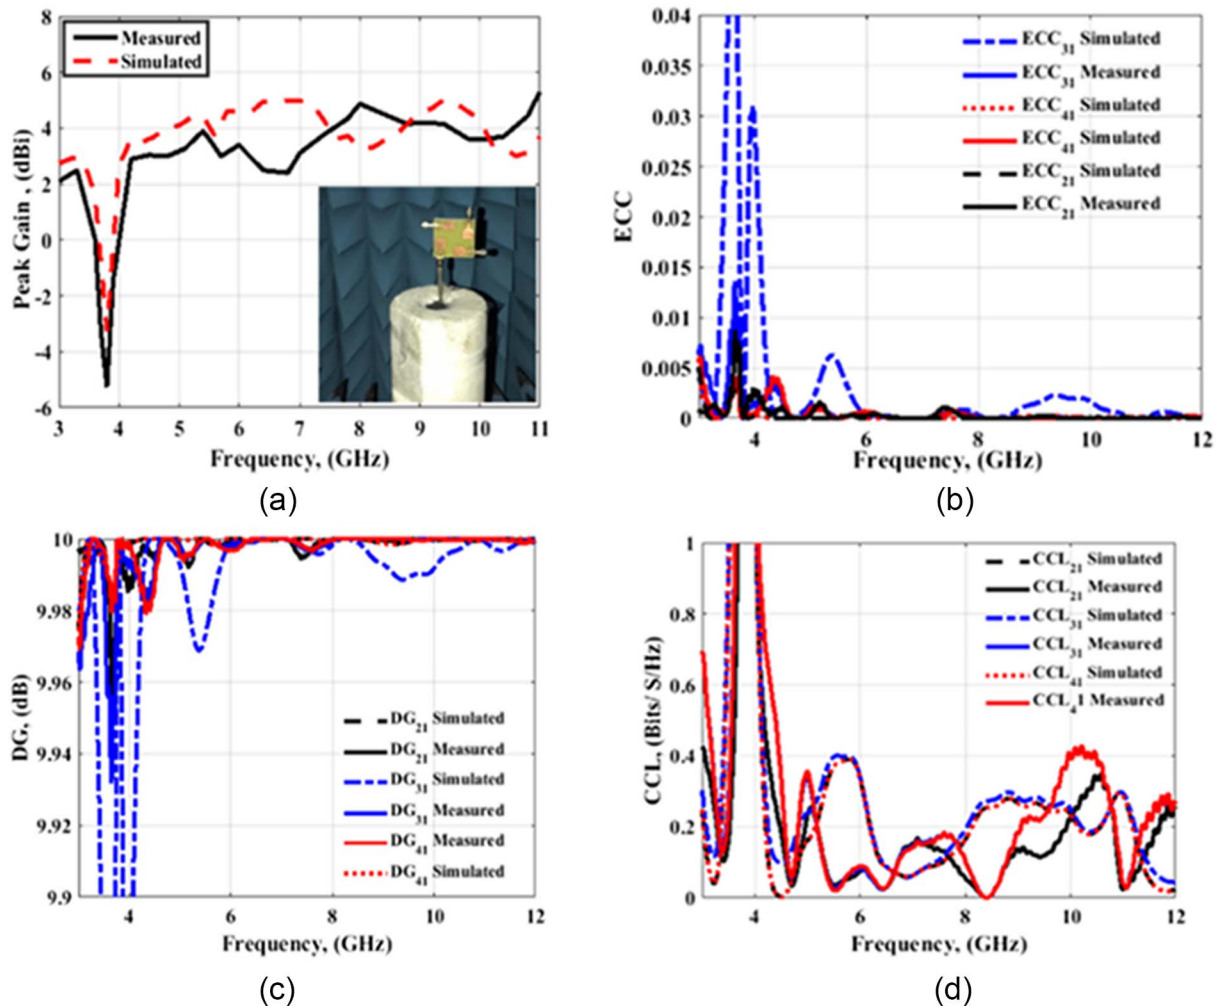 8
6
4
2
0
-2
-4
-6
Peak Gain , (dBi)
Measured
Simulated
3 4 5 6 7 8 9 10 11
Frequency, (GHz)
(a)
0.04
0.035
0.03
0.025
0.02
0.015
0.01
0.005
0
ECC
ECC31 Simulated
ECC31 Measured
ECC41 Simulated
ECC41 Simulated
ECC21 Simulated
ECC21 Measured
4 6 8 10 12
Frequency, (GHz)
(b)
10
9.98
9.96
9.94
9.92
9.9
DG, (dB)
DG21 Simulated
DG21 Measured
DG31 Simulated
DG31 Measured
DG41 Measured
DG41 Simulated
4 6 8 10 12
Frequency, (GHz)
(c)
1
0.8
0.6
0.4
0.2
0
CCL, (Bits/ S/Hz)
CCL21 Simulated
CCL21 Measured
CCL31 Simulated
CCL31 Measured
CCL41 Simulated
CCL41 Measured
4 6 8 10 12
Frequency, (GHz)
(d)